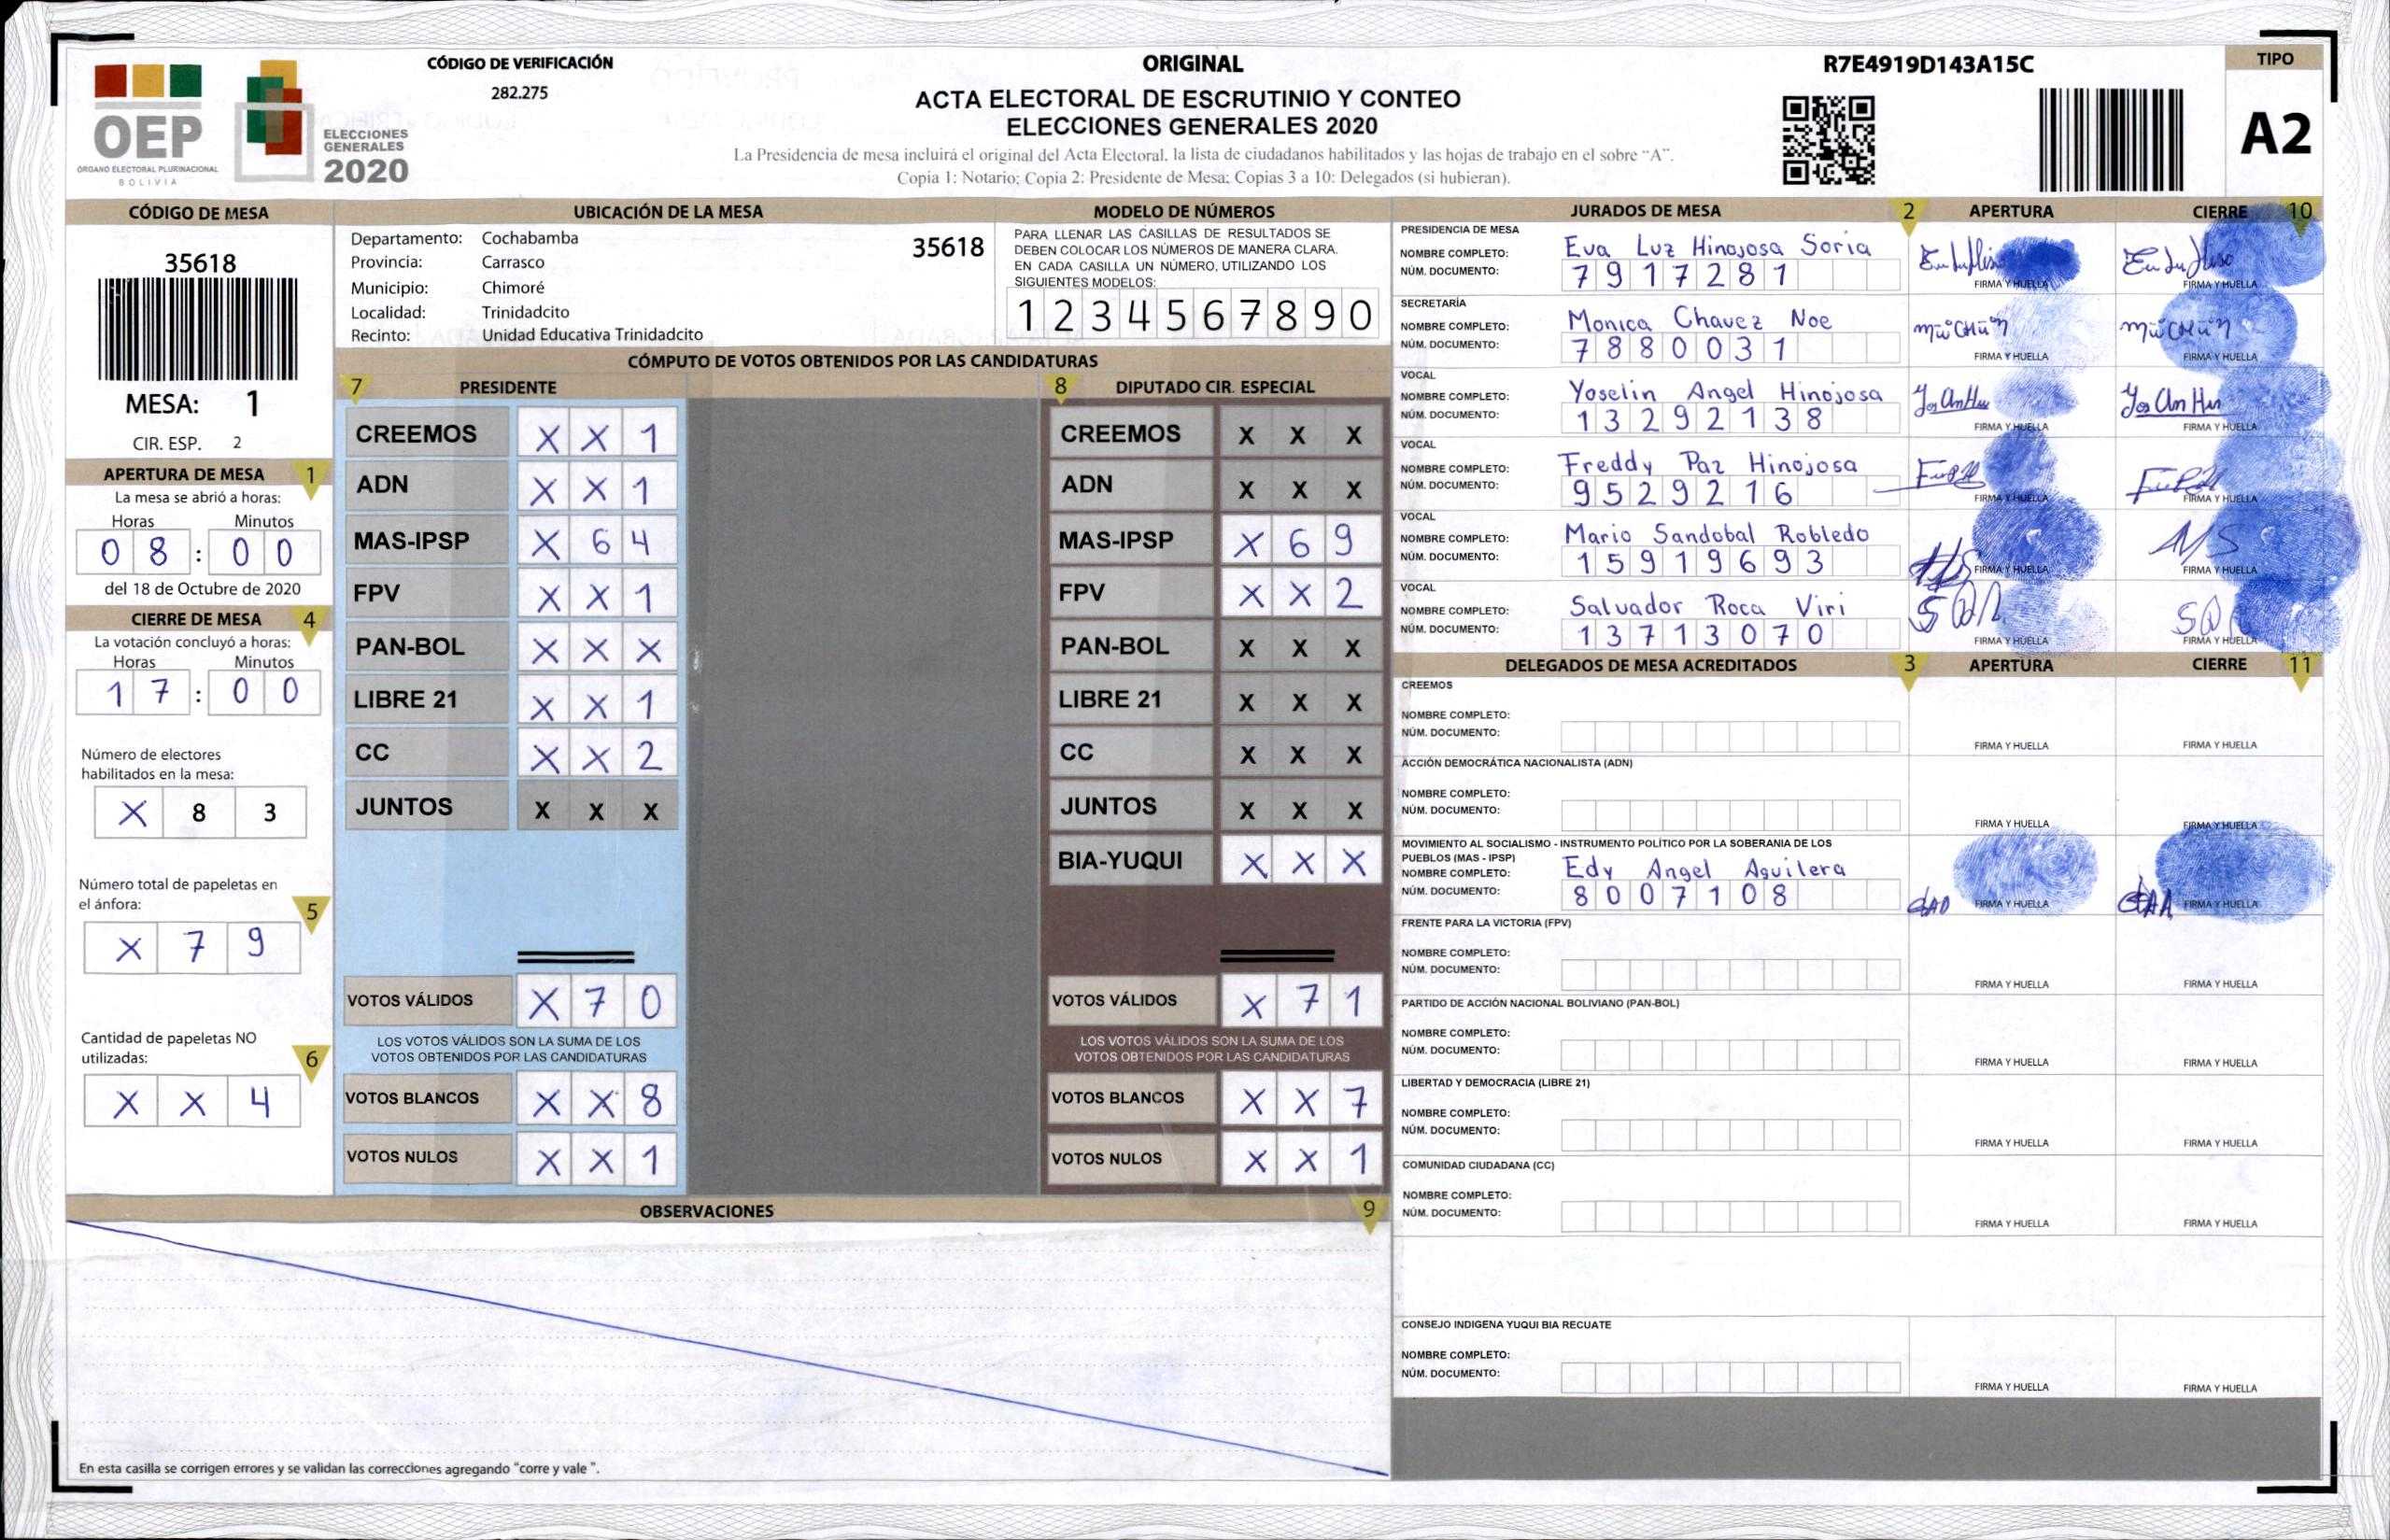 CÓDIGO DE VERIFICACIÓN
282.275
ORIGINAL
ACTA ELECTORAL DE ESCRUTINIO Y CONTEO
ELECCIONES GENERALES 2020
La Presidencia de mesa incluirá el original del Acta Electoral, la lista de ciudadanos habilitados y las hojas de trabajo en el sobre "A".
Copia 1: Notario; Copia 2: Presidente de Mesa; Copias 3 a 10: Delegados (si hubieran).
R7E4919D143A15C
TIPO
A2
OEP
ÓRGANO ELECTORAL PLURINACIONAL
BOLIVIA
ELECCIONES
GENERALES
2020
CÓDIGO DE MESA
35618
MESA: 1
CIR. ESP. 2
APERTURA DE MESA 1
La mesa se abrió a horas:
Horas Minutos
0 8 : 0 0
del 18 de Octubre de 2020
CIERRE DE MESA 4
La votación concluyó a horas:
Horas Minutos
1 7 : 0 0
Número de electores
habilitados en la mesa:
X 8 3
Número total de papeletas en
el ánfora: 5
X 7 9
Cantidad de papeletas NO
utilizadas: 6
X X 4
UBICACIÓN DE LA MESA
Departamento: Cochabamba 35618
Provincia: Carrasco
Municipio: Chimoré
Localidad: Trinidadcito
Recinto: Unidad Educativa Trinidadcito
MODELO DE NÚMEROS
PARA LLENAR LAS CASILLAS DE RESULTADOS SE
DEBEN COLOCAR LOS NÚMEROS DE MANERA CLARA.
EN CADA CASILLA UN NÚMERO, UTILIZANDO LOS
SIGUIENTES MODELOS:
1 2 3 4 5 6 7 8 9 0
CÓMPUTO DE VOTOS OBTENIDOS POR LAS CANDIDATURAS
7 PRESIDENTE
CREEMOS X X 1
ADN X X 1
MAS-IPSP X 6 4
FPV X X 1
PAN-BOL X X X
LIBRE 21 X X 1
CC X X 2
JUNTOS X X X
VOTOS VÁLIDOS X 7 0
LOS VOTOS VÁLIDOS SON LA SUMA DE LOS
VOTOS OBTENIDOS POR LAS CANDIDATURAS
VOTOS BLANCOS X X 8
VOTOS NULOS X X 1
8 DIPUTADO CIR. ESPECIAL
CREEMOS X X X
ADN X X X
MAS-IPSP X 6 9
FPV X X 2
PAN-BOL X X X
LIBRE 21 X X X
CC X X X
JUNTOS X X X
BIA-YUQUI X X X
VOTOS VÁLIDOS X 7 1
LOS VOTOS VÁLIDOS SON LA SUMA DE LOS
VOTOS OBTENIDOS POR LAS CANDIDATURAS
VOTOS BLANCOS X X 7
VOTOS NULOS X X 1
OBSERVACIONES 9
En esta casilla se corrigen errores y se validan las correcciones agregando "corre y vale ".
JURADOS DE MESA 2 APERTURA CIERRE 10
PRESIDENCIA DE MESA
NOMBRE COMPLETO: Eva Luz Hinojosa Soria
NÚM. DOCUMENTO: 7917281
FIRMA Y HUELLA FIRMA Y HUELLA
SECRETARÍA
NOMBRE COMPLETO: Monica Chavez Noe
NÚM. DOCUMENTO: 7880031
FIRMA Y HUELLA FIRMA Y HUELLA
VOCAL
NOMBRE COMPLETO: Yoselin Angel Hinojosa
NÚM. DOCUMENTO: 13292138
FIRMA Y HUELLA FIRMA Y HUELLA
VOCAL
NOMBRE COMPLETO: Freddy Paz Hinojosa
NÚM. DOCUMENTO: 9529216
FIRMA Y HUELLA FIRMA Y HUELLA
VOCAL
NOMBRE COMPLETO: Mario Sandobal Robledo
NÚM. DOCUMENTO: 15919693
FIRMA Y HUELLA FIRMA Y HUELLA
VOCAL
NOMBRE COMPLETO: Salvador Roca Viri
NÚM. DOCUMENTO: 13713070
FIRMA Y HUELLA FIRMA Y HUELLA
DELEGADOS DE MESA ACREDITADOS 3 APERTURA CIERRE 11
CREEMOS
NOMBRE COMPLETO:
NÚM. DOCUMENTO:
FIRMA Y HUELLA FIRMA Y HUELLA
ACCIÓN DEMOCRÁTICA NACIONALISTA (ADN)
NOMBRE COMPLETO:
NÚM. DOCUMENTO:
FIRMA Y HUELLA FIRMA Y HUELLA
MOVIMIENTO AL SOCIALISMO - INSTRUMENTO POLÍTICO POR LA SOBERANIA DE LOS
PUEBLOS (MAS - IPSP)
NOMBRE COMPLETO: Edy Angel Aguilera
NÚM. DOCUMENTO: 8007108
FIRMA Y HUELLA FIRMA Y HUELLA
FRENTE PARA LA VICTORIA (FPV)
NOMBRE COMPLETO:
NÚM. DOCUMENTO:
FIRMA Y HUELLA FIRMA Y HUELLA
PARTIDO DE ACCIÓN NACIONAL BOLIVIANO (PAN-BOL)
NOMBRE COMPLETO:
NÚM. DOCUMENTO:
FIRMA Y HUELLA FIRMA Y HUELLA
LIBERTAD Y DEMOCRACIA (LIBRE 21)
NOMBRE COMPLETO:
NÚM. DOCUMENTO:
FIRMA Y HUELLA FIRMA Y HUELLA
COMUNIDAD CIUDADANA (CC)
NOMBRE COMPLETO:
NÚM. DOCUMENTO:
FIRMA Y HUELLA FIRMA Y HUELLA
CONSEJO INDIGENA YUQUI BIA RECUATE
NOMBRE COMPLETO:
NÚM. DOCUMENTO:
FIRMA Y HUELLA FIRMA Y HUELLA